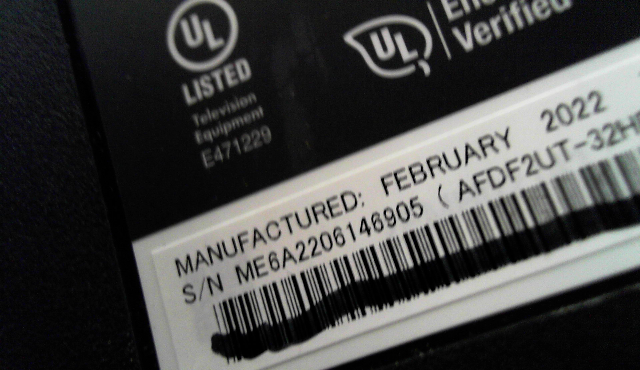 UL
LISTED
Television
Equipment
E471229
UL
Verified
MANUFACTURED: FEBRUARY 2022
S/N ME6A2206146905 ( AFDF2UT-32H